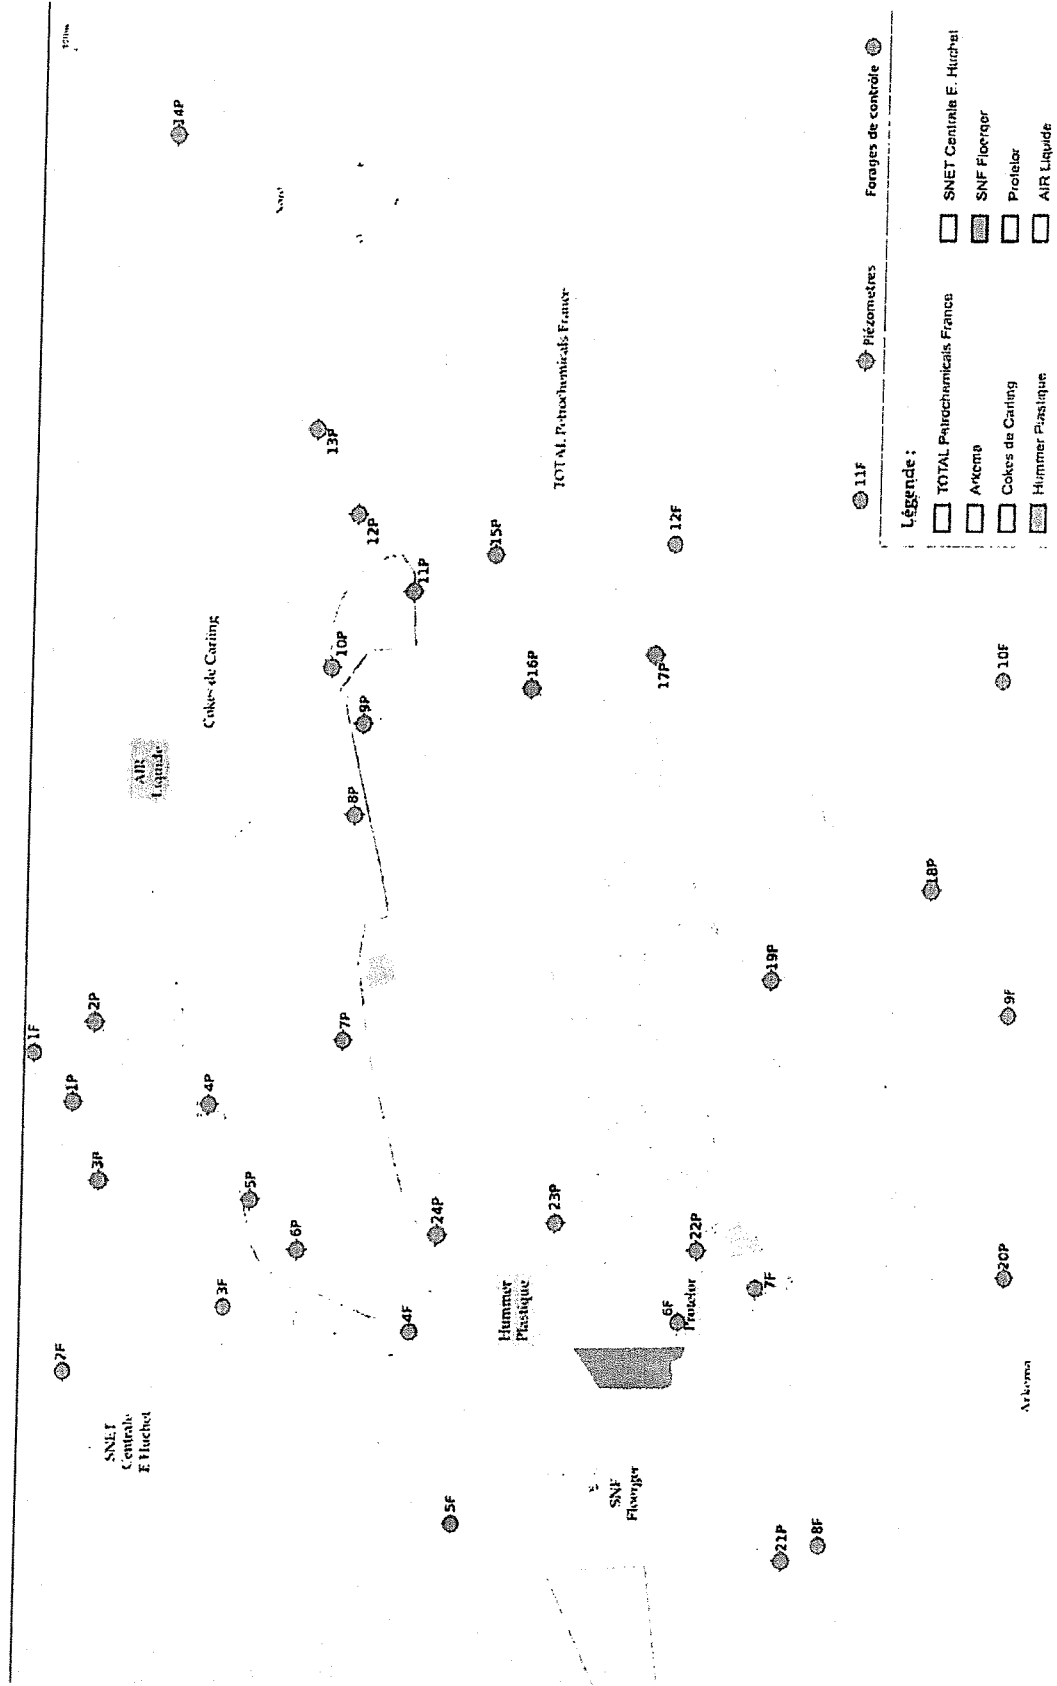 14P
Nord
TOTAL Petrochemicals France
13P
12P
11P
10P
9P
8P
15P
12F
16P
17P
Cokes de Carling
AIR
Liquide
18P
19P
10F
9F
1F
2P
1P
3P
4P
5P
6P
7P
24P
23P
22P
7F
20P
3F
4F
2F
Hummer
Plastique
6F
Protelor
SNET
Centrale
E Huchet
5F
SNF
Floerger
21P
8F
Arkema
11F
Piézometres
Forages de contrôle
Légende :
TOTAL Petrochemicals France
SNET Centrale E. Huchet
Arkema
SNF Floerger
Cokes de Carling
Protelor
Hummer Plastique
AIR Liquide